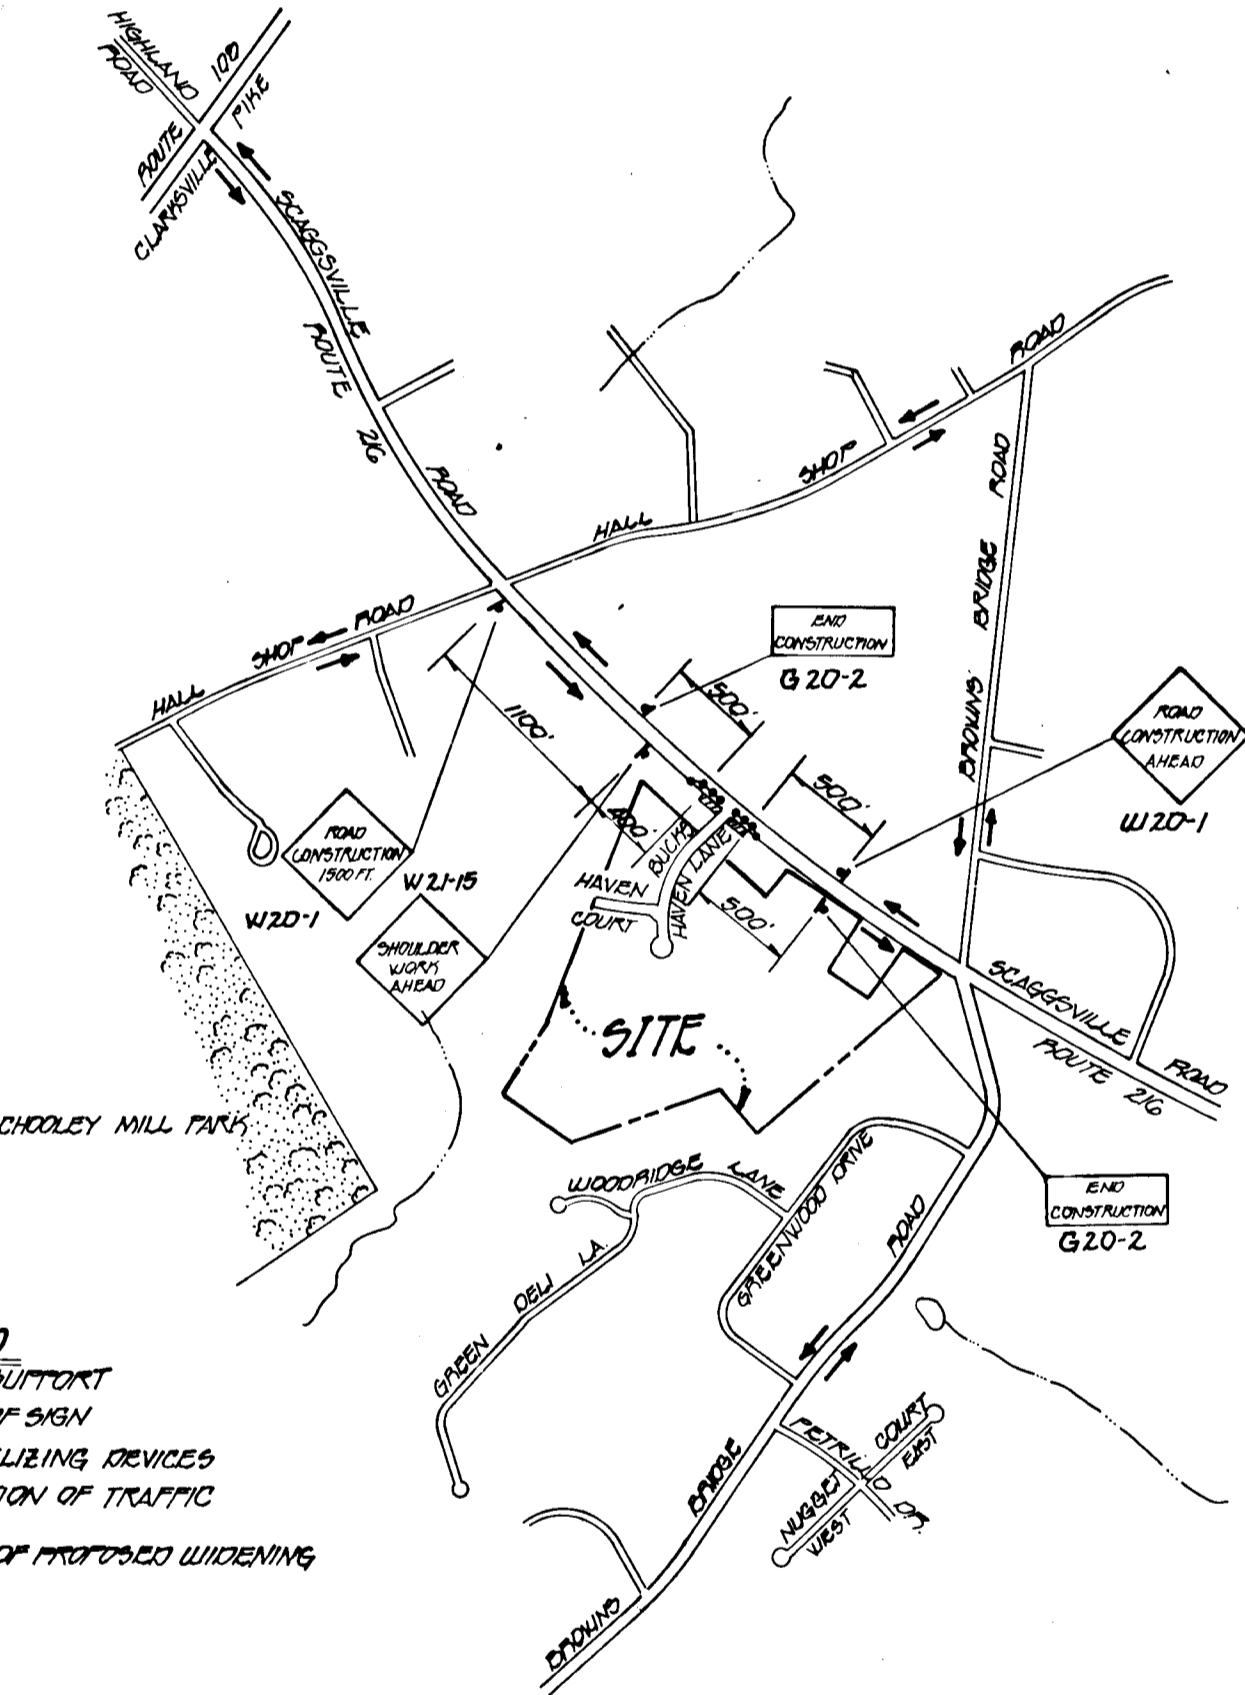 HIGHLAND
ROAD
ROUTE 108
CLARKSVILLE PIKE
SCAGGSVILLE ROAD
ROUTE 216
HALL SHOP ROAD
HALL SHOP ROAD
BROWNS BRIDGE ROAD
END
CONSTRUCTION
G20-2
500'
1100'
ROAD
CONSTRUCTION
AHEAD
W20-1
500'
400'
ROAD
CONSTRUCTION
1500 FT.
W20-1
W21-15
SHOULDER
WORK
AHEAD
BUCKS
HAVEN LANE
HAVEN
COURT
500'
SITE
SCAGGSVILLE ROAD
ROUTE 216
CHOOLEY MILL PARK
WOODRIDGE LANE
GREENWOOD DRIVE
END
CONSTRUCTION
G20-2
GREEN DELL LA.
BROWNS BRIDGE ROAD
PETRILLO DR.
NUGGET COURT
WEST EAST
D
SUPPORT
OF SIGN
LIZING DEVICES
ION OF TRAFFIC
OF PROPOSED WIDENING